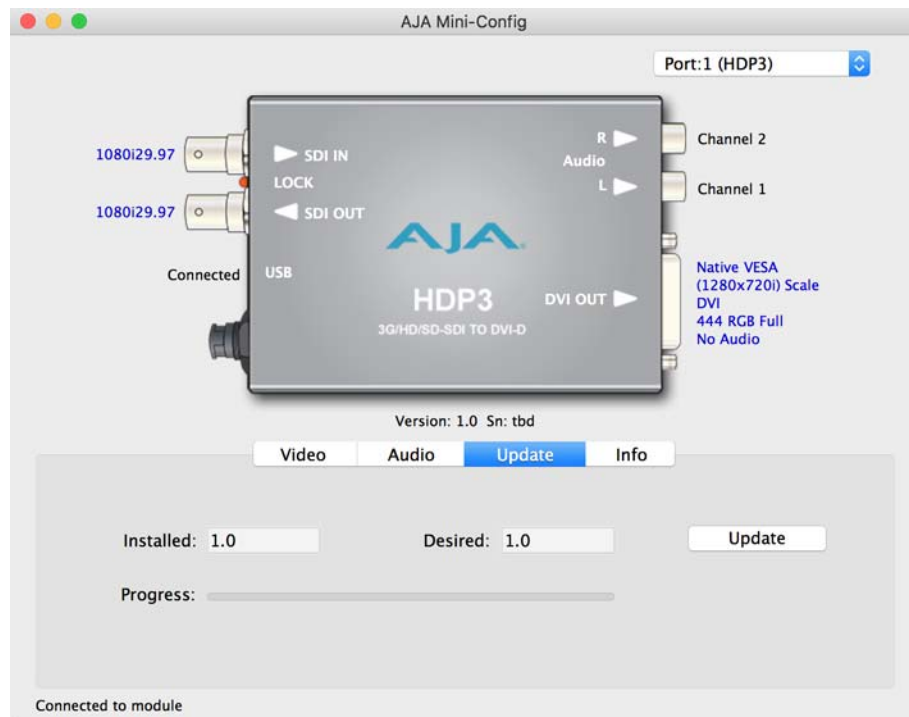 AJA Mini-Config
Port:1 (HDP3)
1080i29.97
SDI IN
LOCK
1080i29.97
SDI OUT
Connected
USB
R
Audio
L
Channel 2
Channel 1
AJA
HDP3
3G/HD/SD-SDI TO DVI-D
DVI OUT
Native VESA
(1280x720i) Scale
DVI
444 RGB Full
No Audio
Version: 1.0 Sn: tbd
Video Audio Update Info
Installed: 1.0 Desired: 1.0 Update
Progress:
Connected to module